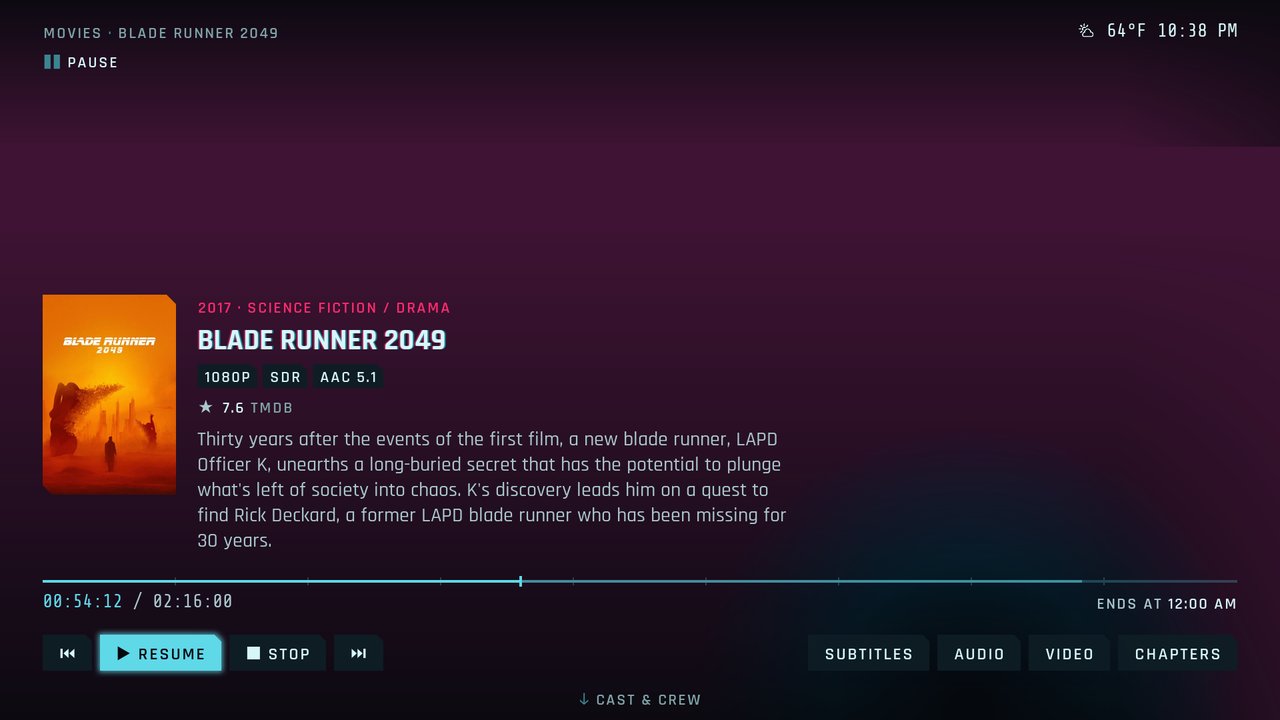 MOVIES · BLADE RUNNER 2049
64°F 10:38 PM
PAUSE
BLADE RUNNER
2049
2017 · SCIENCE FICTION / DRAMA
BLADE RUNNER 2049
1080P SDR AAC 5.1
★ 7.6 TMDB
Thirty years after the events of the first film, a new blade runner, LAPD
Officer K, unearths a long-buried secret that has the potential to plunge
what's left of society into chaos. K's discovery leads him on a quest to
find Rick Deckard, a former LAPD blade runner who has been missing for
30 years.
00:54:12 / 02:16:00
ENDS AT 12:00 AM
RESUME
STOP
SUBTITLES
AUDIO
VIDEO
CHAPTERS
↓ CAST & CREW